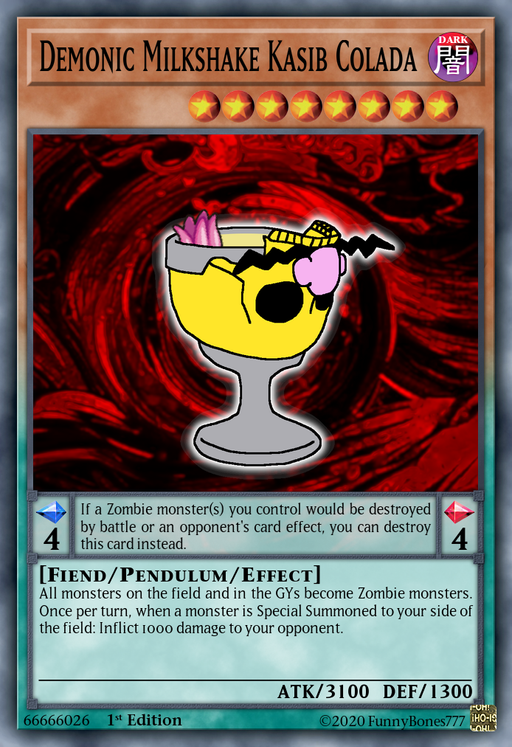 Demonic Milkshake Kasib Colada
DARK
闇
If a Zombie monster(s) you control would be destroyed
by battle or an opponent's card effect, you can destroy
this card instead.
4
4
[Fiend/Pendulum/Effect]
All monsters on the field and in the GYs become Zombie monsters.
Once per turn, when a monster is Special Summoned to your side of
the field: Inflict 1000 damage to your opponent.
ATK/3100 DEF/1300
66666026 1st Edition ©2020 FunnyBones777